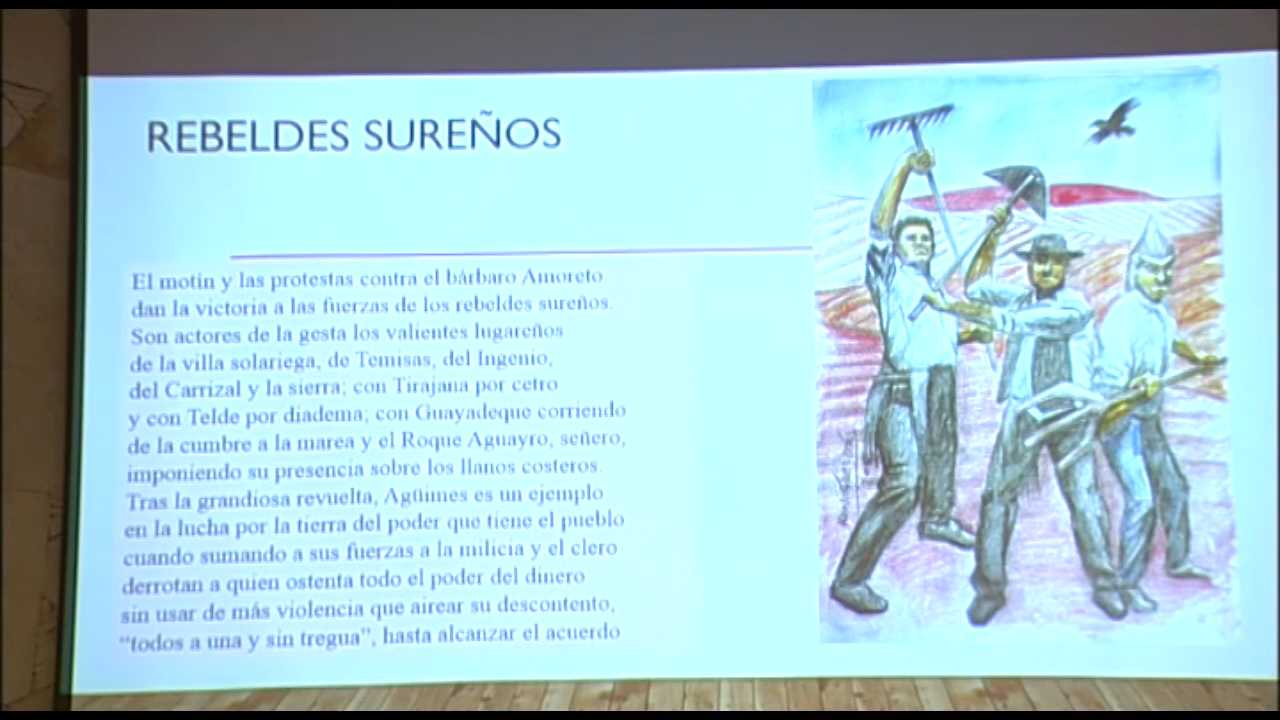 REBELDES SUREÑOS
El motín y las protestas contra el bárbaro Amoreto
dan la victoria a las fuerzas de los rebeldes sureños.
Son actores de la gesta los valientes lugareños
de la villa solariega, de Temisas, del Ingenio,
del Carrizal y la sierra; con Tirajana por cetro
y con Telde por diadema; con Guayadeque corriendo
de la cumbre a la marea y el Roque Aguayro, señero,
imponiendo su presencia sobre los llanos costeros.
Tras la grandiosa revuelta, Agüimes es un ejemplo
en la lucha por la tierra del poder que tiene el pueblo
cuando sumando a sus fuerzas a la milicia y el clero
derrotan a quien ostenta todo el poder del dinero
sin usar de más violencia que airear su descontento,
“todos a una y sin tregua”, hasta alcanzar el acuerdo